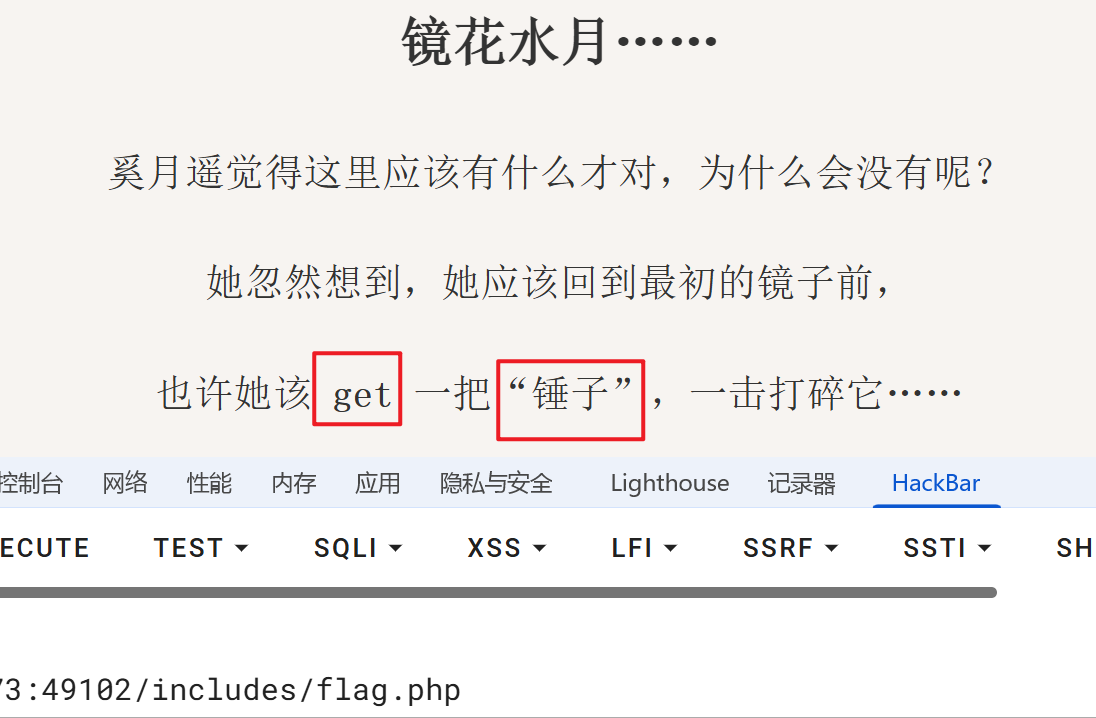 镜花水月……
奚月遥觉得这里应该有什么才对，为什么会没有呢？
她忽然想到，她应该回到最初的镜子前，
也许她该 get 一把“锤子”，一击打碎它……
控制台 网络 性能 内存 应用 隐私与安全 Lighthouse 记录器 HackBar
ECUTE TEST SQLI XSS LFI SSRF SSTI SH
73:49102/includes/flag.php